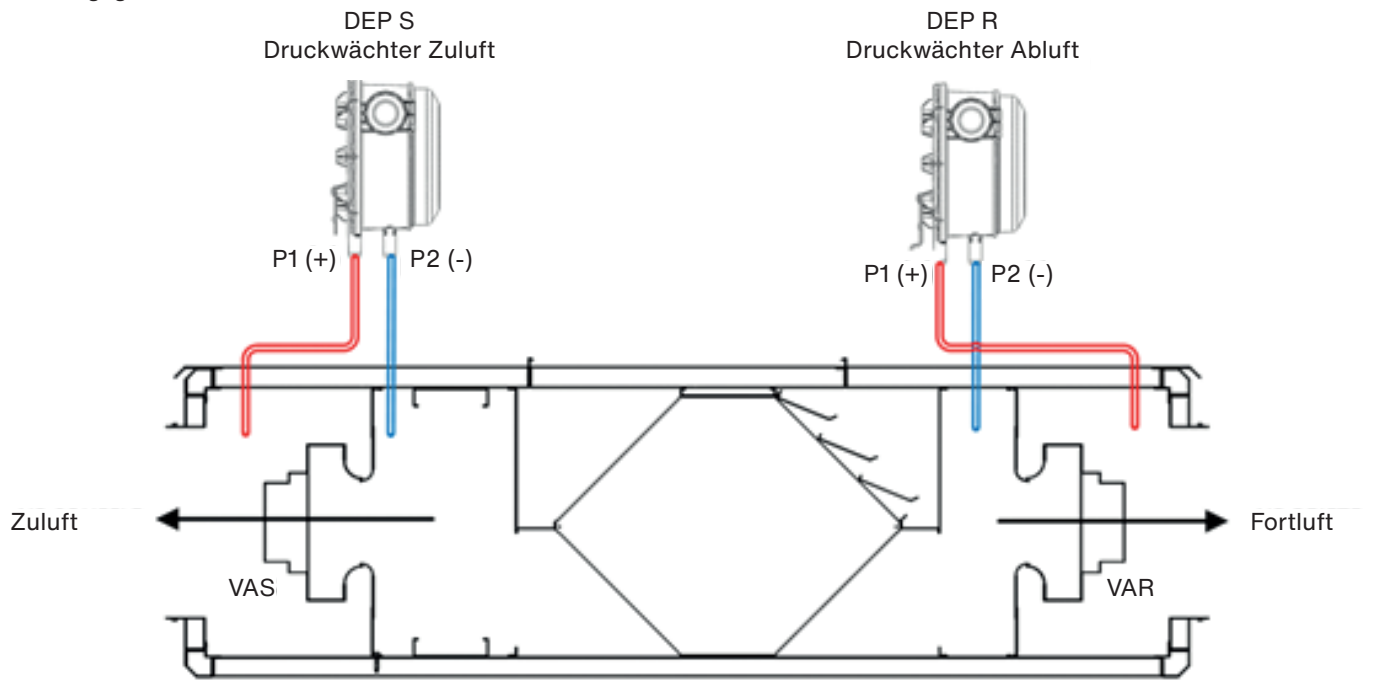 DEP S
Druckwächter Zuluft
DEP R
Druckwächter Abluft
P1 (+)
P2 (-)
P1 (+)
P2 (-)
Zuluft
Fortluft
VAS
VAR